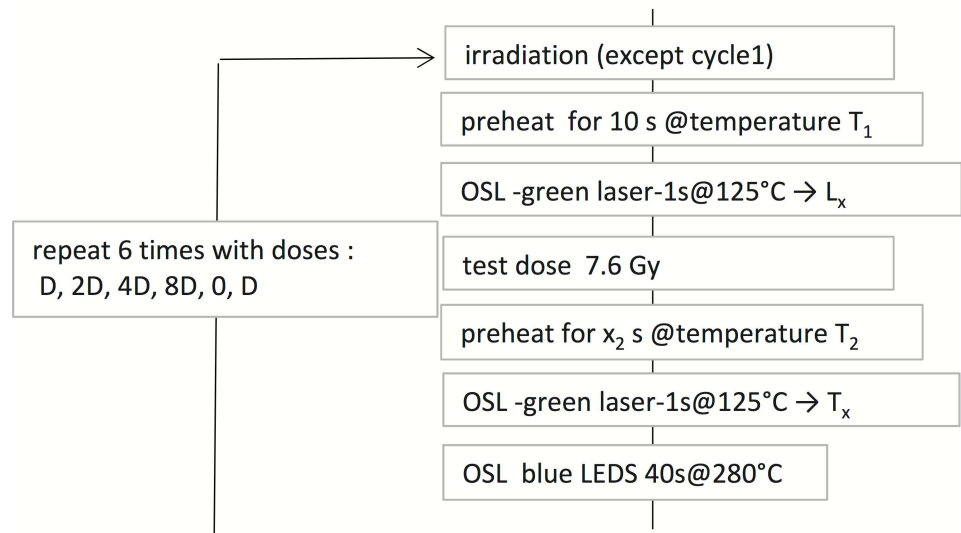 irradiation (except cycle1)
preheat  for 10 s @temperature T₁
OSL -green laser-1s@125°C → Lₓ
repeat 6 times with doses :
D, 2D, 4D, 8D, 0, D
test dose  7.6 Gy
preheat for x₂ s @temperature T₂
OSL -green laser-1s@125°C → Tₓ
OSL  blue LEDS 40s@280°C